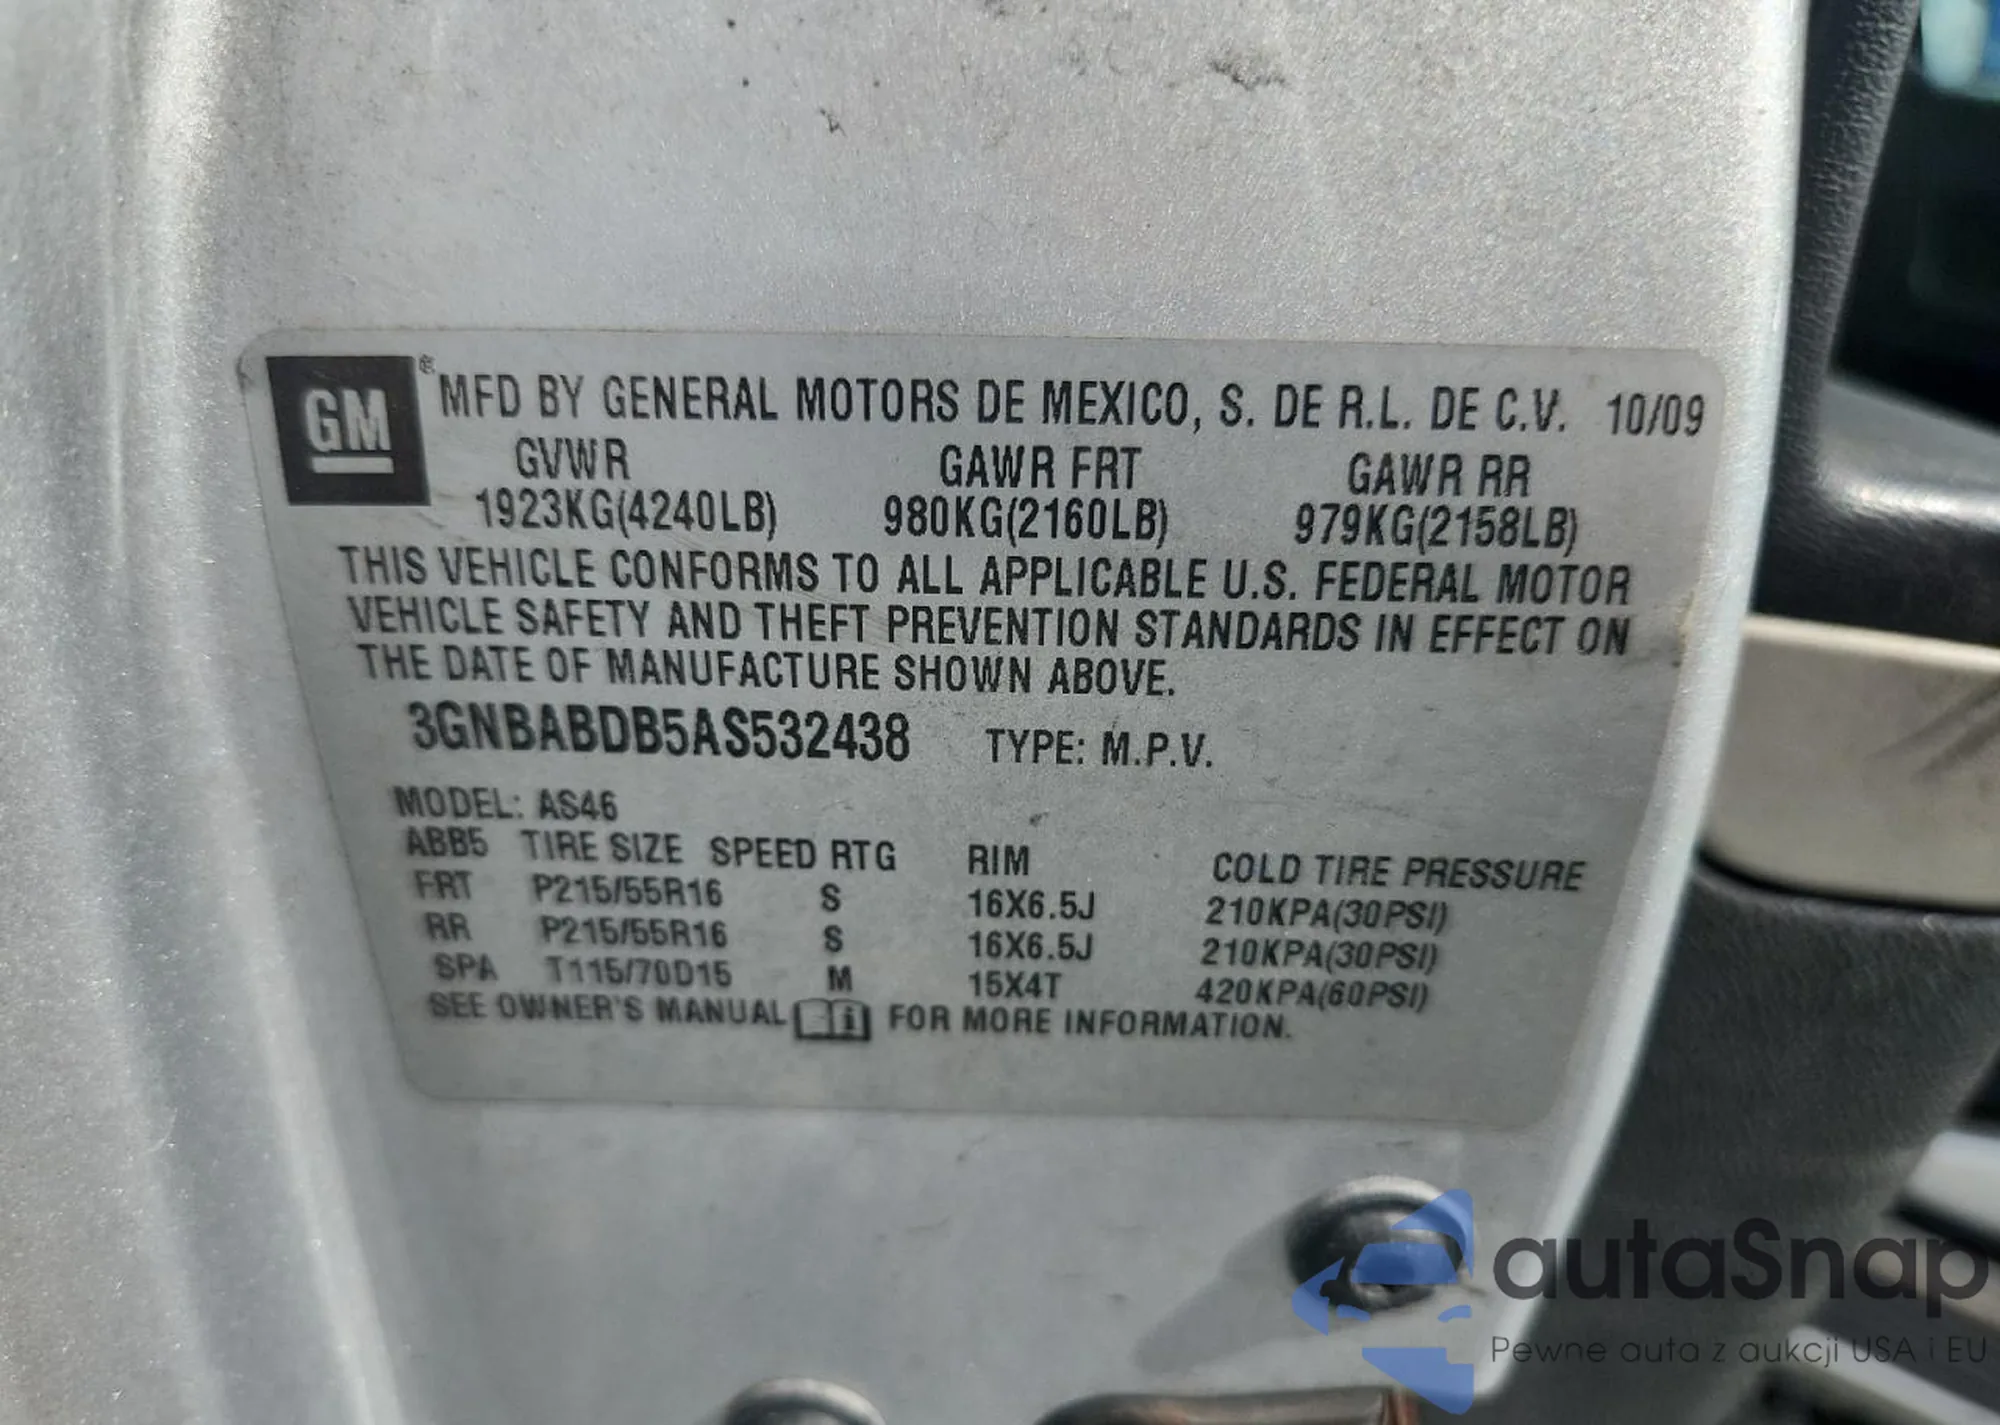 GM
® MFD BY GENERAL MOTORS DE MEXICO, S. DE R.L. DE C.V. 10/09
GVWR GAWR FRT GAWR RR
1923KG(4240LB) 980KG(2160LB) 979KG(2158LB)
THIS VEHICLE CONFORMS TO ALL APPLICABLE U.S. FEDERAL MOTOR
VEHICLE SAFETY AND THEFT PREVENTION STANDARDS IN EFFECT ON
THE DATE OF MANUFACTURE SHOWN ABOVE.
3GNBABDB5AS532438 TYPE: M.P.V.
MODEL: AS46
ABB5 TIRE SIZE SPEED RTG RIM COLD TIRE PRESSURE
FRT P215/55R16 S 16X6.5J 210KPA(30PSI)
RR P215/55R16 S 16X6.5J 210KPA(30PSI)
SPA T115/70D15 M 15X4T 420KPA(60PSI)
SEE OWNER'S MANUAL FOR MORE INFORMATION.
autaSnap
Pewne auta z aukcji USA i EU